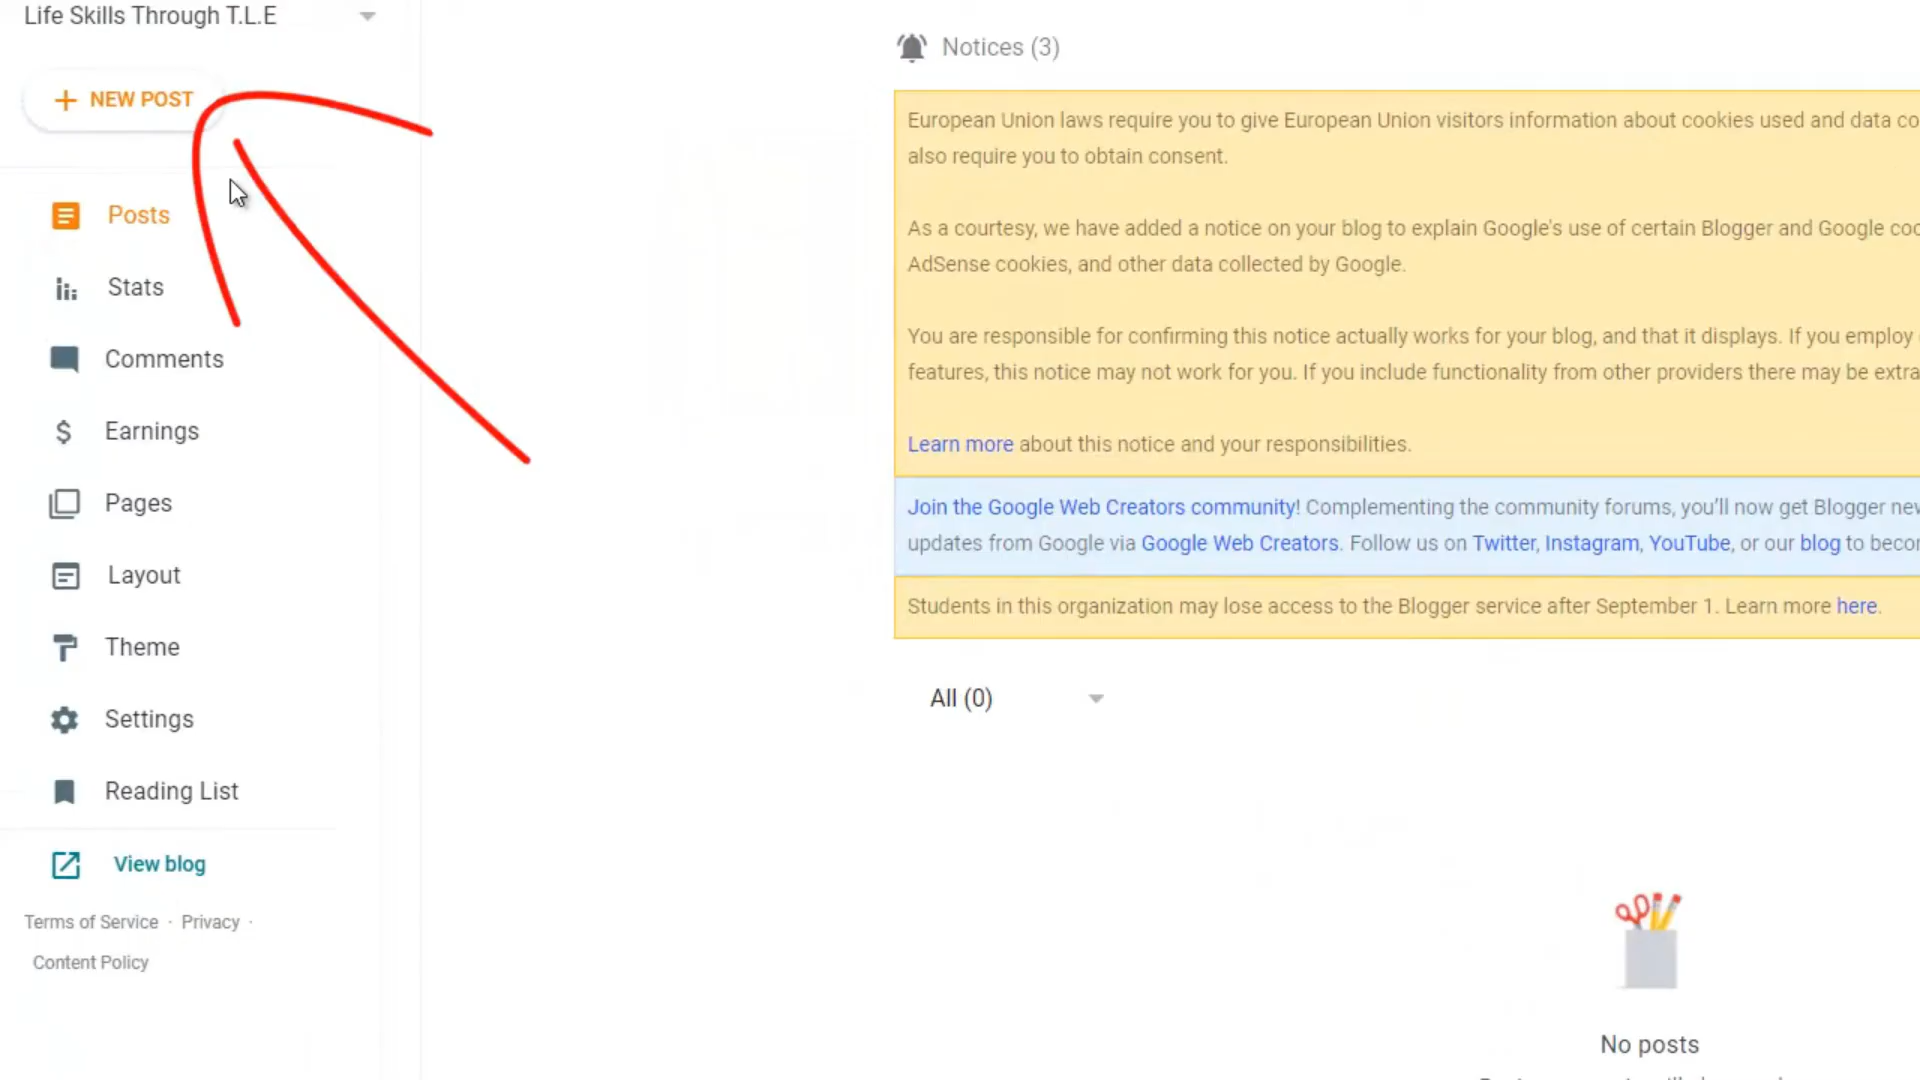 Life Skills Through T.L.E
NEW POST
Posts
Stats
Comments
Earnings
Pages
Layout
Theme
Settings
Reading List
View blog
Terms of Service · Privacy ·
Content Policy
Notices (3)
European Union laws require you to give European Union visitors information about cookies used and data co
also require you to obtain consent.
As a courtesy, we have added a notice on your blog to explain Google's use of certain Blogger and Google coo
AdSense cookies, and other data collected by Google.
You are responsible for confirming this notice actually works for your blog, and that it displays. If you employ
features, this notice may not work for you. If you include functionality from other providers there may be extra
Learn more about this notice and your responsibilities.
Join the Google Web Creators community! Complementing the community forums, you'll now get Blogger new
updates from Google via Google Web Creators. Follow us on Twitter, Instagram, YouTube, or our blog to becom
Students in this organization may lose access to the Blogger service after September 1. Learn more here.
All (0)
No posts